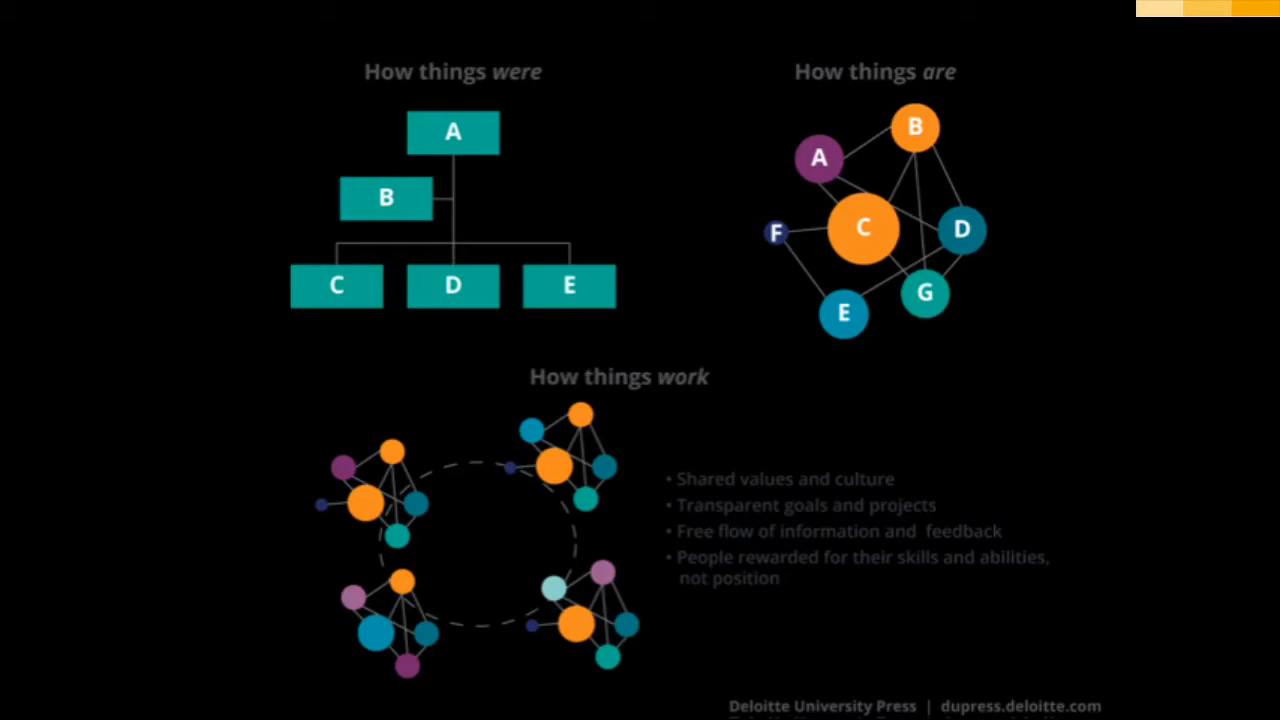 How things were
A
B
C D E
How things are
B
A
C
D
F
G
E
How things work
• Shared values and culture
• Transparent goals and projects
• Free flow of information and feedback
• People rewarded for their skills and abilities,
not position
Deloitte University Press | dupress.deloitte.com